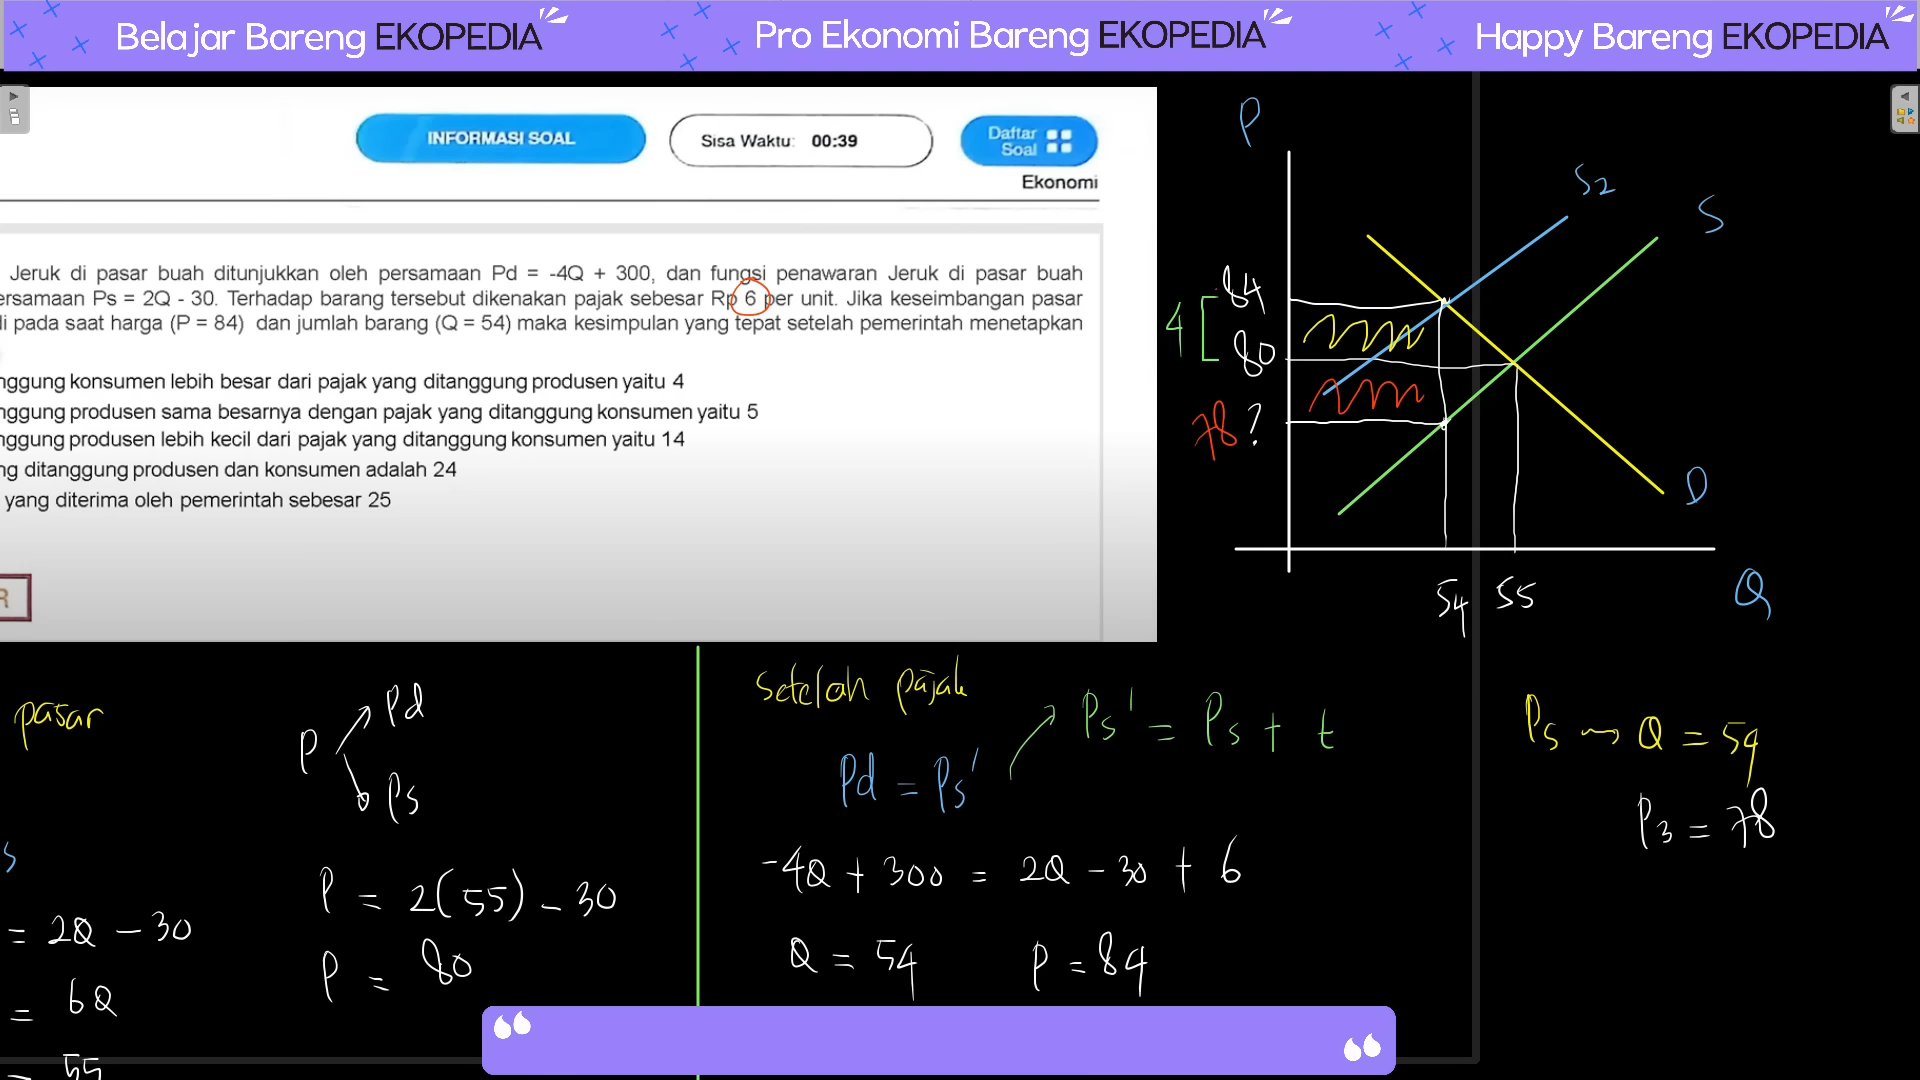 Belajar Bareng EKOPEDIA
Pro Ekonomi Bareng EKOPEDIA
Happy Bareng EKOPEDIA
INFORMASI SOAL
Sisa Waktu: 00:39
Daftar
Soal
Ekonomi
Jeruk di pasar buah ditunjukkan oleh persamaan Pd = -4Q + 300, dan fungsi penawaran Jeruk di pasar buah
ersamaan Ps = 2Q - 30. Terhadap barang tersebut dikenakan pajak sebesar Rp 6 per unit. Jika keseimbangan pasar
di pada saat harga (P = 84) dan jumlah barang (Q = 54) maka kesimpulan yang tepat setelah pemerintah menetapkan
nggung konsumen lebih besar dari pajak yang ditanggung produsen yaitu 4
nggung produsen sama besarnya dengan pajak yang ditanggung konsumen yaitu 5
nggung produsen lebih kecil dari pajak yang ditanggung konsumen yaitu 14
ng ditanggung produsen dan konsumen adalah 24
yang diterima oleh pemerintah sebesar 25
R
P
S2
S
84
4 [
80
78 ?
D
54 55
Q
pasar
P
Pd
Ps
s
= 2Q - 30
= 6Q
= 55
P = 2(55) - 30
P = 80
setelah pajak
Pd = Ps'
Ps' = Ps + t
-4Q + 300 = 2Q - 30 + 6
Q = 54 P = 84
Ps → Q = 54
P3 = 78